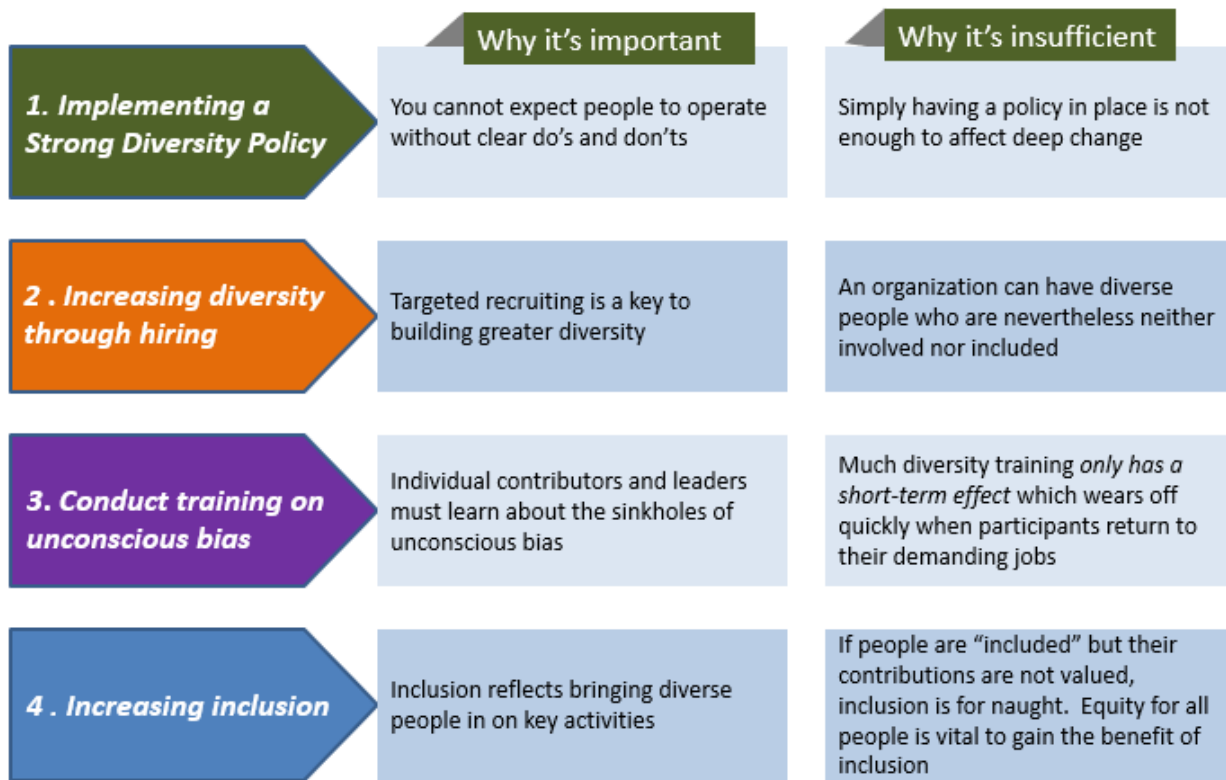 Why it's important
Why it's insufficient
1. Implementing a
Strong Diversity Policy
You cannot expect people to operate
without clear do's and don'ts
Simply having a policy in place is not
enough to affect deep change
2 . Increasing diversity
through hiring
Targeted recruiting is a key to
building greater diversity
An organization can have diverse
people who are nevertheless neither
involved nor included
3. Conduct training on
unconscious bias
Individual contributors and leaders
must learn about the sinkholes of
unconscious bias
Much diversity training only has a
short-term effect which wears off
quickly when participants return to
their demanding jobs
4 . Increasing inclusion
Inclusion reflects bringing diverse
people in on key activities
If people are “included” but their
contributions are not valued,
inclusion is for naught.  Equity for all
people is vital to gain the benefit of
inclusion